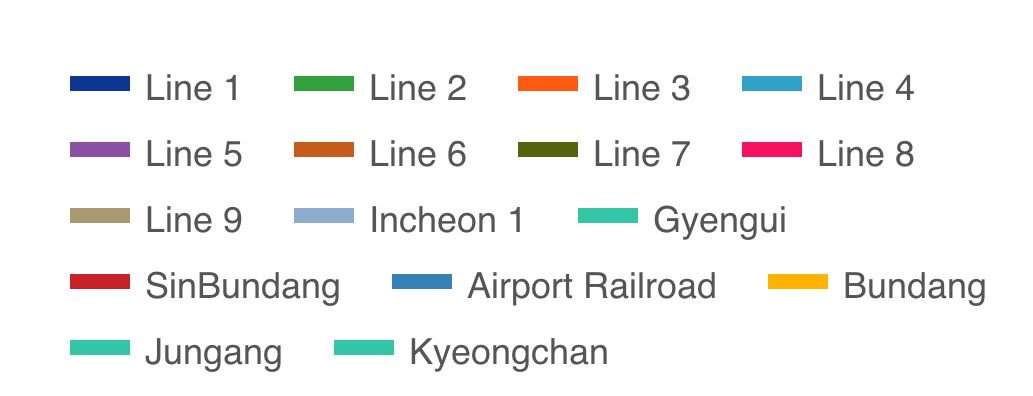 Line 1 Line 2 Line 3 Line 4
Line 5 Line 6 Line 7 Line 8
Line 9 Incheon 1 Gyengui
SinBundang Airport Railroad Bundang
Jungang Kyeongchan